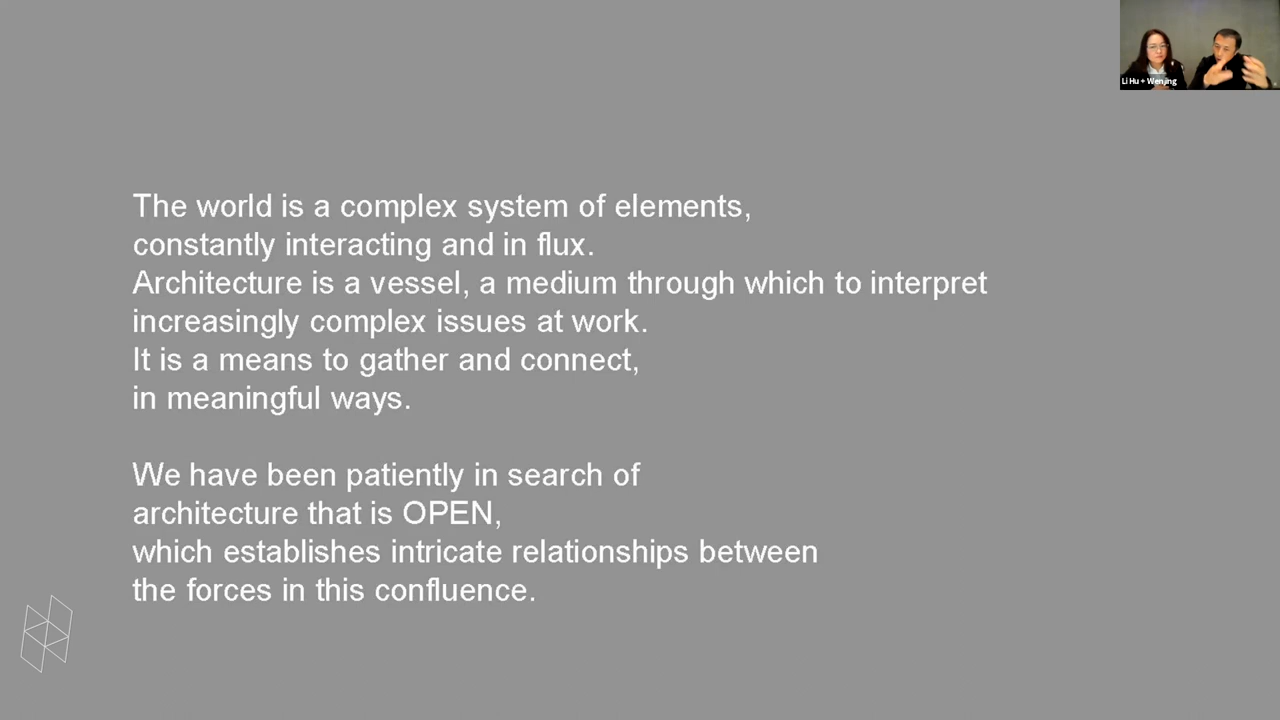 Li Hu + Wenjing
The world is a complex system of elements,
constantly interacting and in flux.
Architecture is a vessel, a medium through which to interpret
increasingly complex issues at work.
It is a means to gather and connect,
in meaningful ways.
We have been patiently in search of
architecture that is OPEN,
which establishes intricate relationships between
the forces in this confluence.